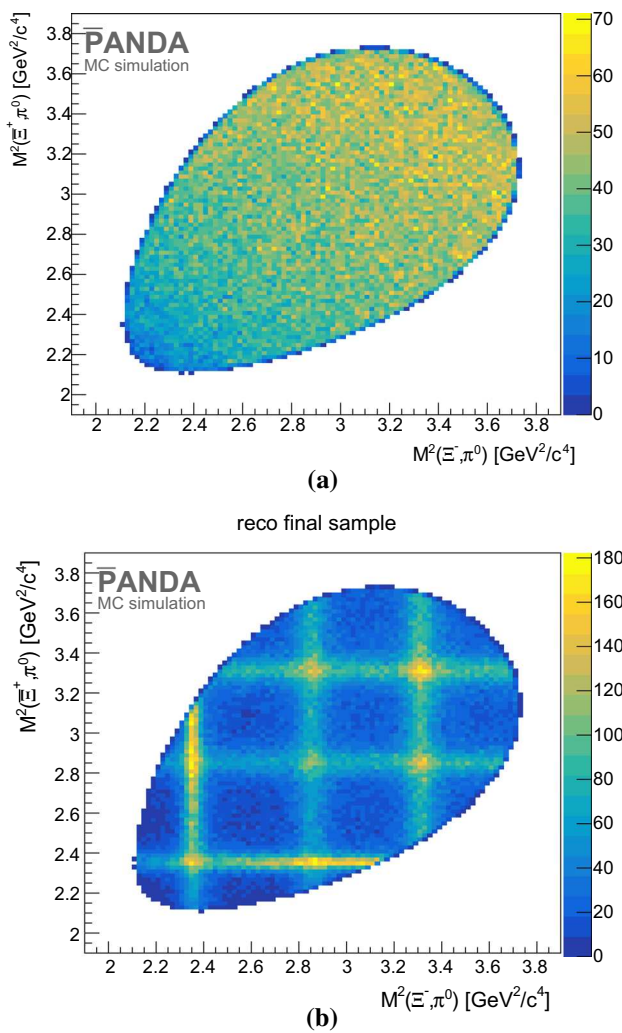 P̅ANDA
MC simulation
M²(Ξ̅⁺,π⁰) [GeV²/c⁴]
3.8
3.6
3.4
3.2
3
2.8
2.6
2.4
2.2
2
2 2.2 2.4 2.6 2.8 3 3.2 3.4 3.6 3.8
M²(Ξ⁻,π⁰) [GeV²/c⁴]
70
60
50
40
30
20
10
0
(a)
reco final sample
P̅ANDA
MC simulation
M²(Ξ̅⁺,π⁰) [GeV²/c⁴]
3.8
3.6
3.4
3.2
3
2.8
2.6
2.4
2.2
2
2 2.2 2.4 2.6 2.8 3 3.2 3.4 3.6 3.8
M²(Ξ⁻,π⁰) [GeV²/c⁴]
180
160
140
120
100
80
60
40
20
0
(b)